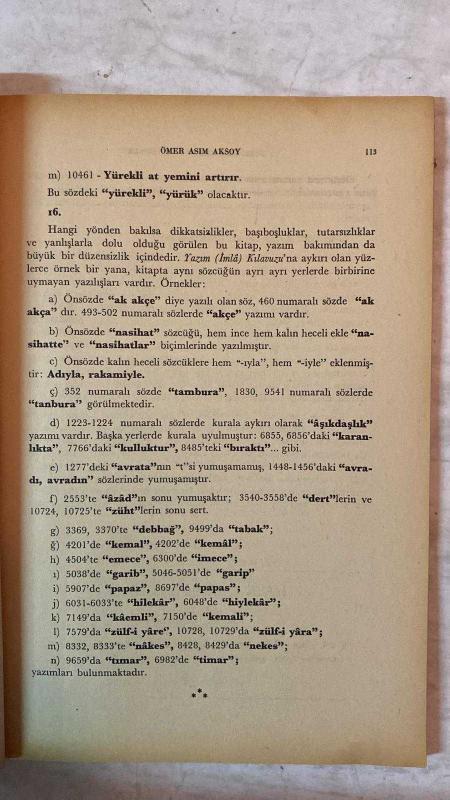 ÖMER ASIM AKSOY 113
m) 10461 - Yürekli at yemini artırır.
Bu sözdeki “yürekli”, “yürük” olacaktır.
16.
Hangi yönden bakılsa dikkatsizlikler, başıboşluklar, tutarsızlıklar
ve yanlışlarla dolu olduğu görülen bu kitap, yazım bakımından da
büyük bir düzensizlik içindedir. Yazım (İmlâ) Kılavuzu’na aykırı olan yüz-
lerce örnek bir yana, kitapta aynı sözcüğün ayrı ayrı yerlerde birbirine
uymayan yazılışları vardır. Örnekler:
a) Önsözde “ak akçe” diye yazılı olan söz, 460 numaralı sözde “ak
akça” dır. 493-502 numaralı sözlerde “akçe” yazımı vardır.
b) Önsözde “nasihat” sözcüğü, hem ince hem kalın heceli ekle “na-
sihatte” ve “nasihatlar” biçimlerinde yazılmıştır.
c) Önsözde kalın heceli sözcüklere hem “-ıyla”, hem “-iyle” eklenmiş-
tir: Adıyla, rakamiyle.
ç) 352 numaralı sözde “tambura”, 1830, 9541 numaralı sözlerde
“tanbura” görülmektedir.
d) 1223-1224 numaralı sözlerde kurala aykırı olarak “âşıkdaşlık”
yazımı vardır. Başka yerlerde kurala uyulmuştur: 6855, 6856’daki “karan-
lıkta”, 7766’daki “kulluktur”, 8485’teki “bıraktı”... gibi.
e) 1277’deki “avrata”nın “t”si yumuşamamış, 1448-1456’daki “avra-
dı, avradın” sözlerinde yumuşamıştır.
f) 2553’te “âzâd”ın sonu yumuşaktır; 3540-3558’de “dert”lerin ve
10724, 10725’te “züht”lerin sonu sert.
g) 3369, 3370’te “debbağ”, 9499’da “tabak”;
ğ) 4201’de “kemal”, 4202’de “kemâl”;
h) 4504’te “emece”, 6300’de “imece”;
ı) 5038’de “garib”, 5046-5051’de “garip”
i) 5907’de “papaz”, 8697’de “papas”;
j) 6031-6033’te “hilekâr”, 6048’de “hiylekâr”;
k) 7149’da “kâemli”, 7150’de “kemali”;
l) 7579’da “zülf-i yâre”, 10728, 10729’da “zülf-i yâra”;
m) 8332, 8333’te “nâkes”, 8428, 8429’da “nekes”;
n) 9659’da “tımar”, 6982’de “timar”;
yazımları bulunmaktadır.
***